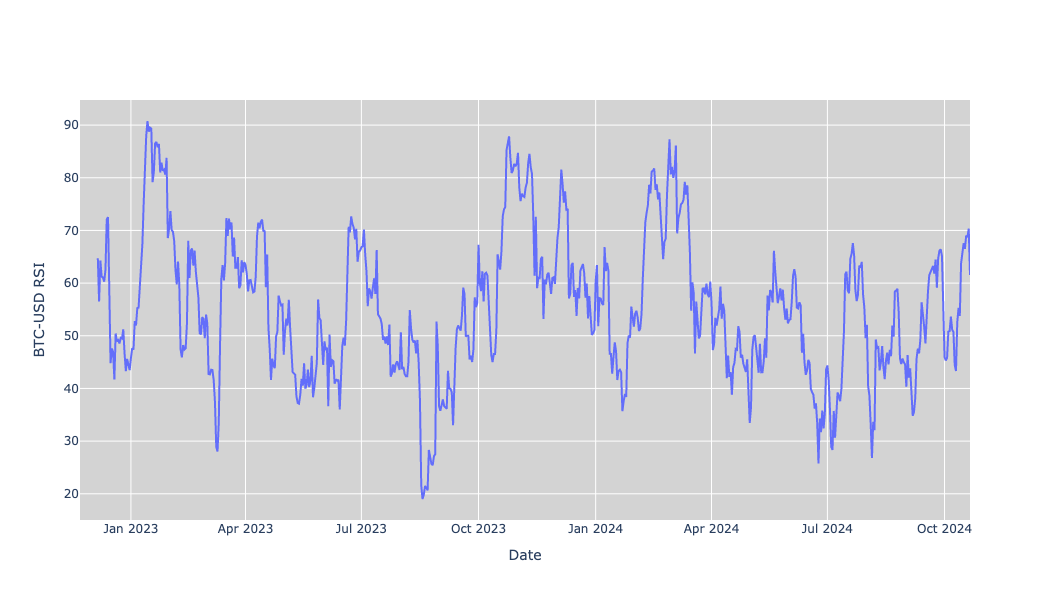 BTC-USD RSI
90
80
70
60
50
40
30
20
Jan 2023
Apr 2023
Jul 2023
Oct 2023
Jan 2024
Apr 2024
Jul 2024
Oct 2024
Date